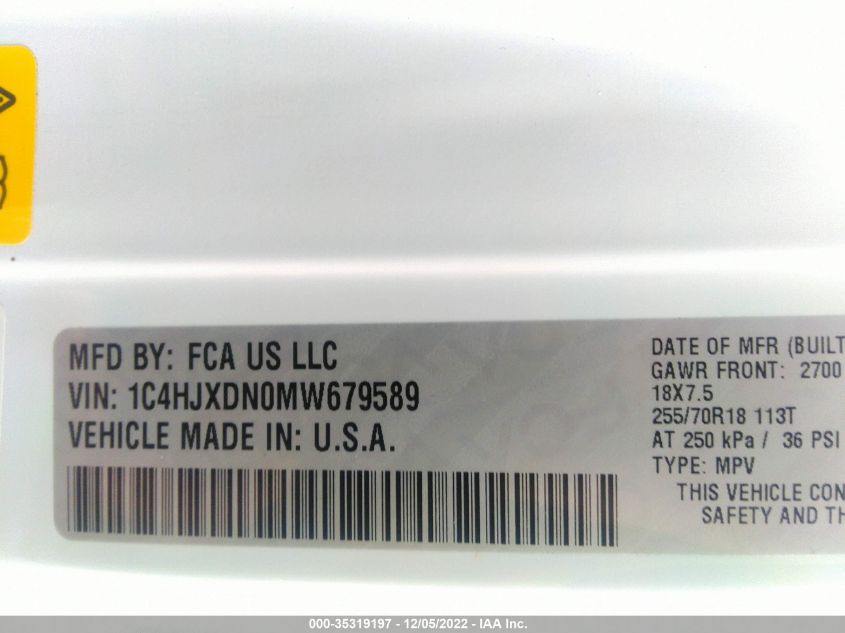 MFD BY: FCA US LLC
VIN: 1C4HJXDN0MW679589
VEHICLE MADE IN: U.S.A.
DATE OF MFR (BUILT
GAWR FRONT: 2700
18X7.5
255/70R18 113T
AT 250 kPa / 36 PSI
TYPE: MPV
THIS VEHICLE CON
SAFETY AND TH
000-35319197 - 12/05/2022 - IAA Inc.